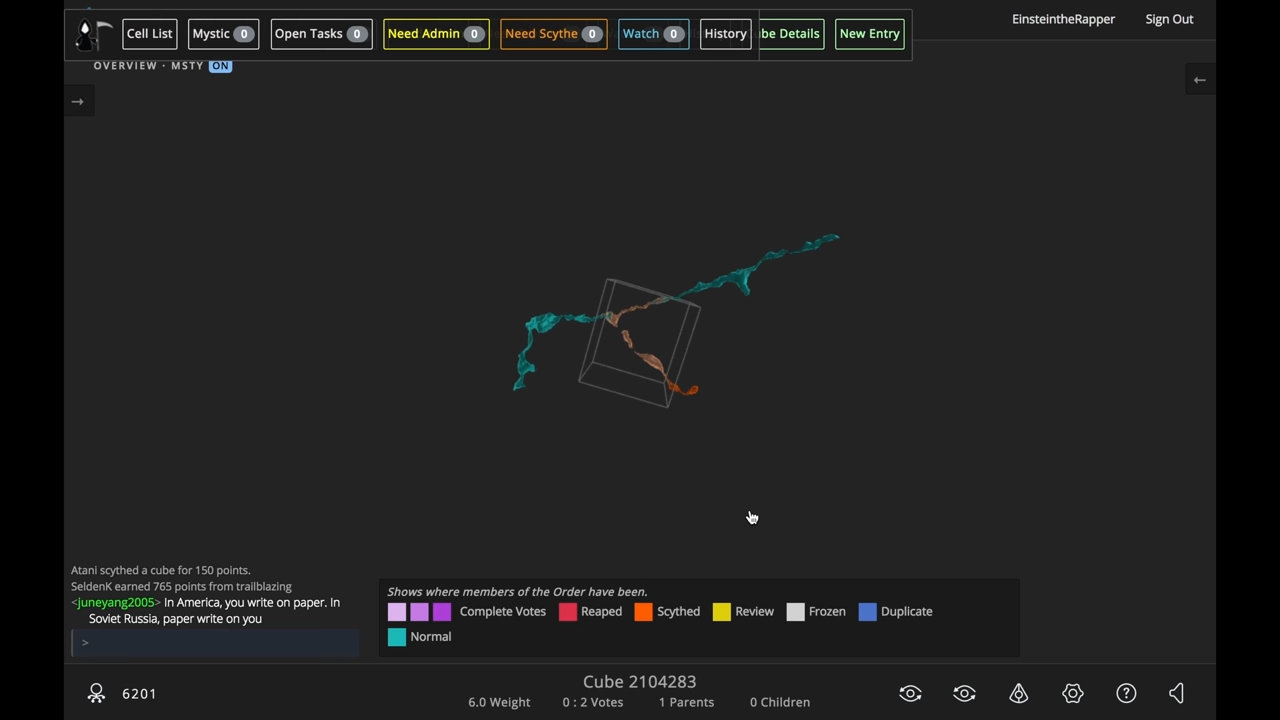 Cell List
Mystic 0
Open Tasks 0
Need Admin 0
Need Scythe 0
Watch 0
History
be Details
New Entry
EinsteintheRapper
Sign Out
OVERVIEW · MSTY ON
→
←
Atani scythed a cube for 150 points.
SeldenK earned 765 points from trailblazing
<juneyang2005> In America, you write on paper. In
Soviet Russia, paper write on you
>
Shows where members of the Order have been.
Complete Votes
Reaped
Scythed
Review
Frozen
Duplicate
Normal
6201
Cube 2104283
6.0 Weight
0 : 2 Votes
1 Parents
0 Children
?